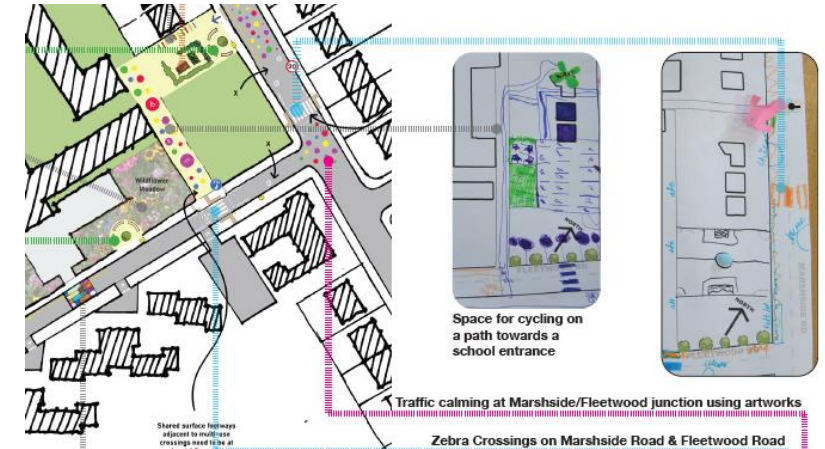 20
X
X
Wildflower
Meadow
NORTH
FLEETWOOD
NORTH
FLEETWOOD
MARSHSIDE RD
Space for cycling on
a path towards a
school entrance
Traffic calming at Marshside/Fleetwood junction using artworks
Shared surface footways
adjacent to multi-use
crossings need to be at
Zebra Crossings on Marshside Road & Fleetwood Road